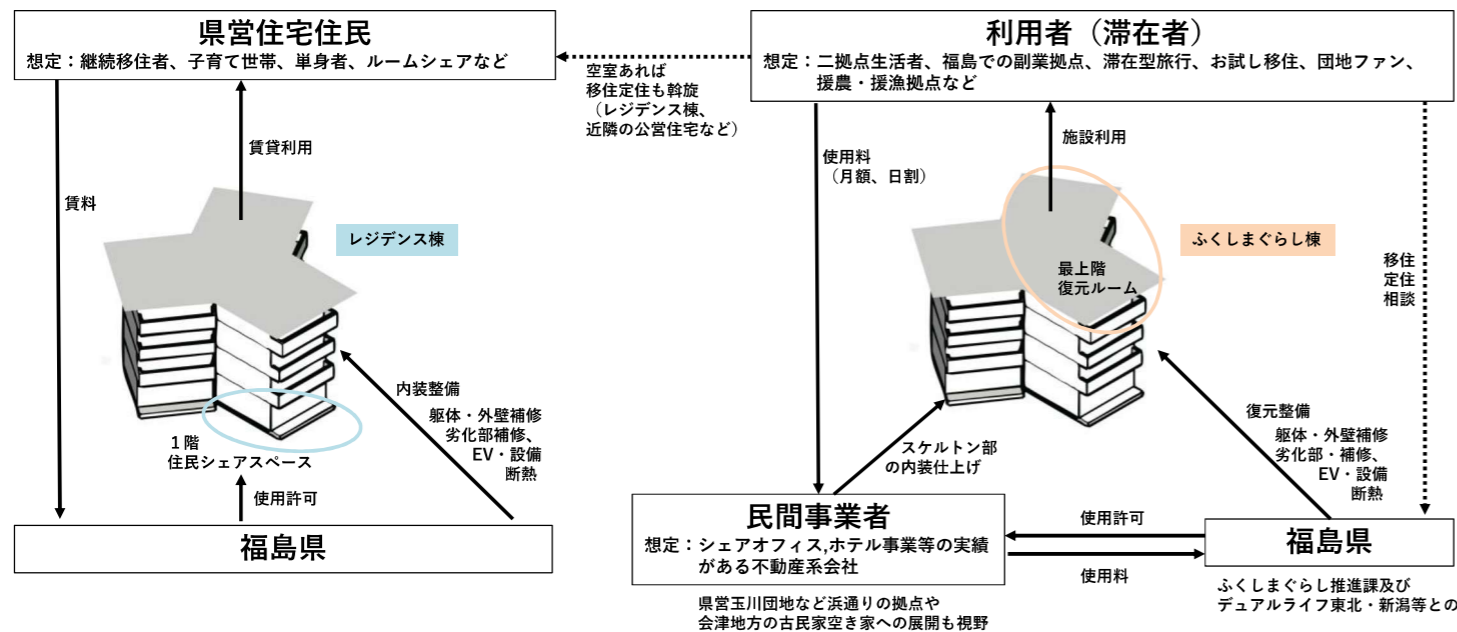 県営住宅住民
想定：継続移住者、子育て世帯、単身者、ルームシェアなど
利用者（滞在者）
想定：二拠点生活者、福島での副業拠点、滞在型旅行、お試し移住、団地ファン、
援農・援漁拠点など
空室あれば
移住定住も斡旋
（レジデンス棟、
近隣の公営住宅など）
賃貸利用
賃料
レジデンス棟
内装整備
躯体・外壁補修
劣化部補修、
EV・設備
断熱
１階
住民シェアスペース
使用許可
福島県
使用料
（月額、日割）
施設利用
ふくしまぐらし棟
最上階
復元ルーム
移住
定住
相談
復元整備
躯体・外壁補修
劣化部・補修、
EV・設備
断熱
スケルトン部
の内装仕上げ
民間事業者
想定：シェアオフィス,ホテル事業等の実績
がある不動産系会社
使用許可
使用料
福島県
県営玉川団地など浜通りの拠点や
会津地方の古民家空き家への展開も視野
ふくしまぐらし推進課及び
デュアルライフ東北・新潟等との